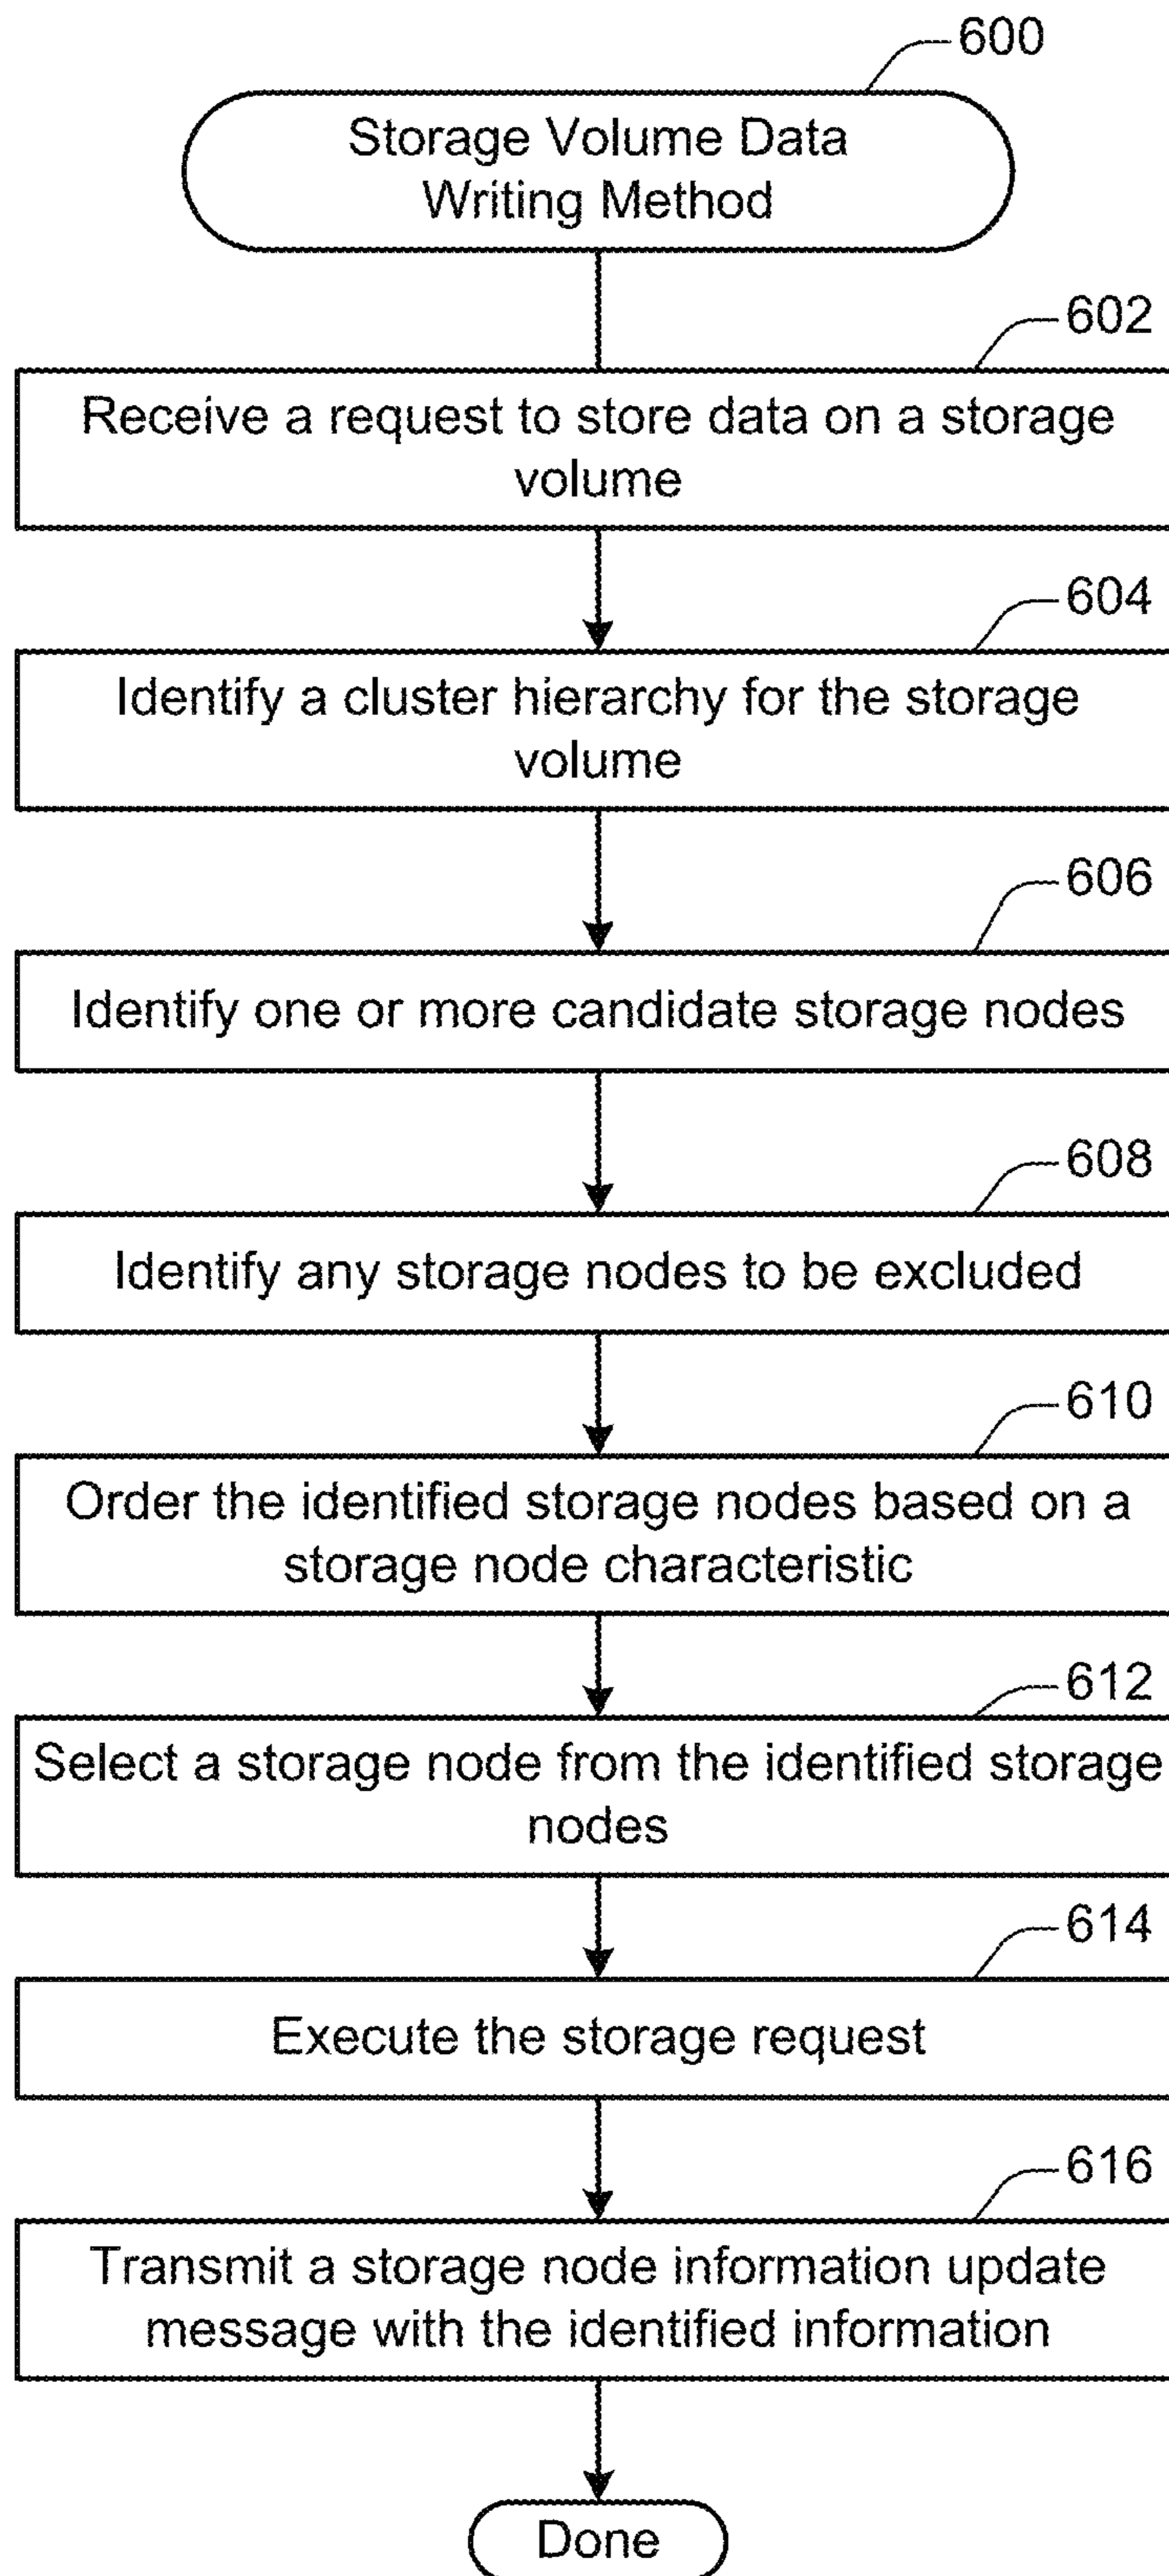 600
Storage Volume Data
Writing Method
602
Receive a request to store data on a storage
volume
604
Identify a cluster hierarchy for the storage
volume
606
Identify one or more candidate storage nodes
608
Identify any storage nodes to be excluded
610
Order the identified storage nodes based on a
storage node characteristic
612
Select a storage node from the identified storage
nodes
614
Execute the storage request
616
Transmit a storage node information update
message with the identified information
Done